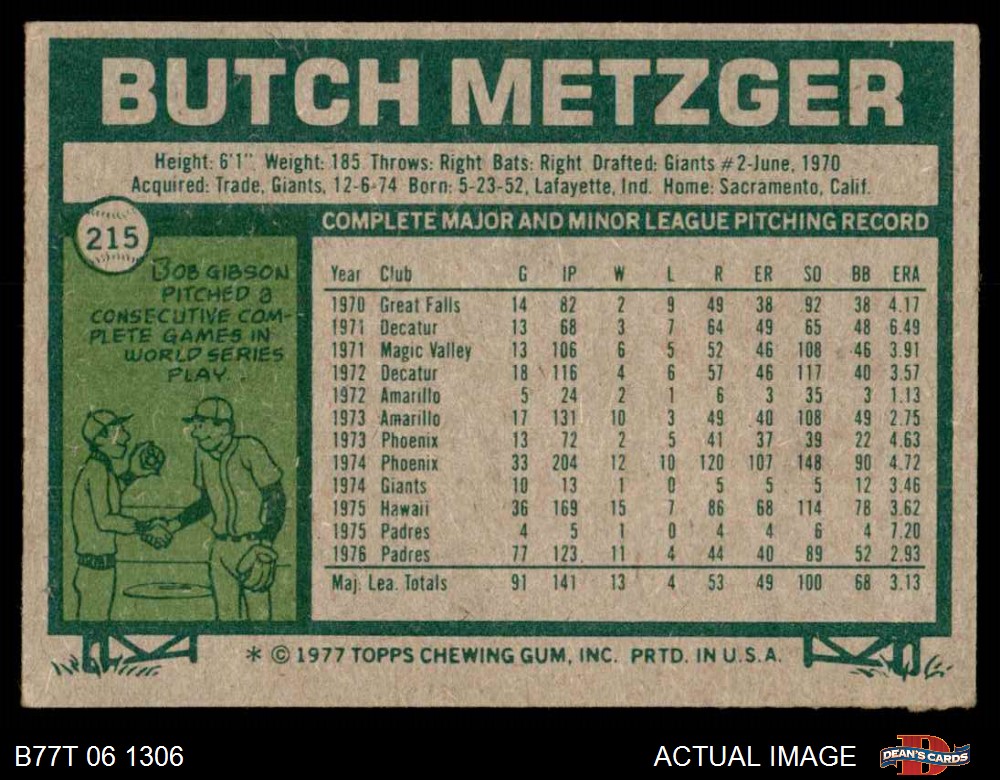 BUTCH METZGER
Height: 6'1". Weight: 185 Throws: Right Bats: Right Drafted: Giants #2-June, 1970
Acquired: Trade, Giants, 12-6-74 Born: 5-23-52, Lafayette, Ind. Home: Sacramento, Calif.
215
BOB GIBSON
PITCHED 8
CONSECUTIVE COM-
PLETE GAMES IN
WORLD SERIES
PLAY.
COMPLETE MAJOR AND MINOR LEAGUE PITCHING RECORD
Year Club G IP W L R ER SO BB ERA
1970 Great Falls 14 82 2 9 49 38 92 38 4.17
1971 Decatur 13 68 3 7 64 49 65 48 6.49
1971 Magic Valley 13 106 6 5 52 46 108 46 3.91
1972 Decatur 18 116 4 6 57 46 117 40 3.57
1972 Amarillo 5 24 2 1 6 3 35 3 1.13
1973 Amarillo 17 131 10 3 49 40 108 49 2.75
1973 Phoenix 13 72 2 5 41 37 39 22 4.63
1974 Phoenix 33 204 12 10 120 107 148 90 4.72
1974 Giants 10 13 1 0 5 5 5 12 3.46
1975 Hawaii 36 169 15 7 86 68 114 78 3.62
1975 Padres 4 5 1 0 4 4 6 4 7.20
1976 Padres 77 123 11 4 44 40 89 52 2.93
Maj. Lea. Totals 91 141 13 4 53 49 100 68 3.13
* © 1977 TOPPS CHEWING GUM, INC. PRTD. IN U.S.A.
B77T 06 1306
ACTUAL IMAGE
D
DEAN'S CARDS